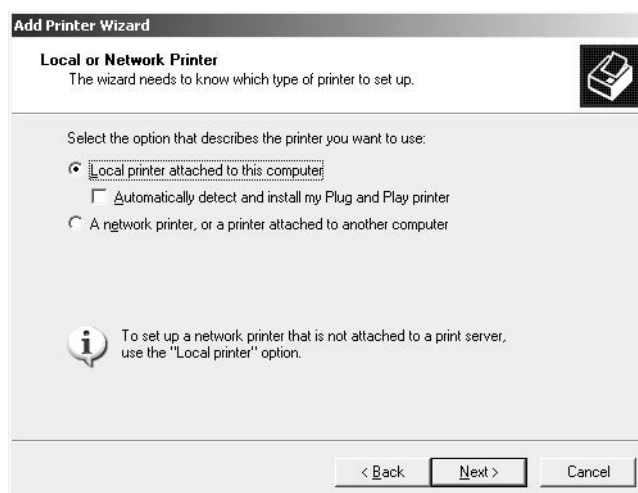 Add Printer Wizard
Local or Network Printer
The wizard needs to know which type of printer to set up.
Select the option that describes the printer you want to use:
Local printer attached to this computer
Automatically detect and install my Plug and Play printer
A network printer, or a printer attached to another computer
To set up a network printer that is not attached to a print server,
use the "Local printer" option.
< Back
Next >
Cancel